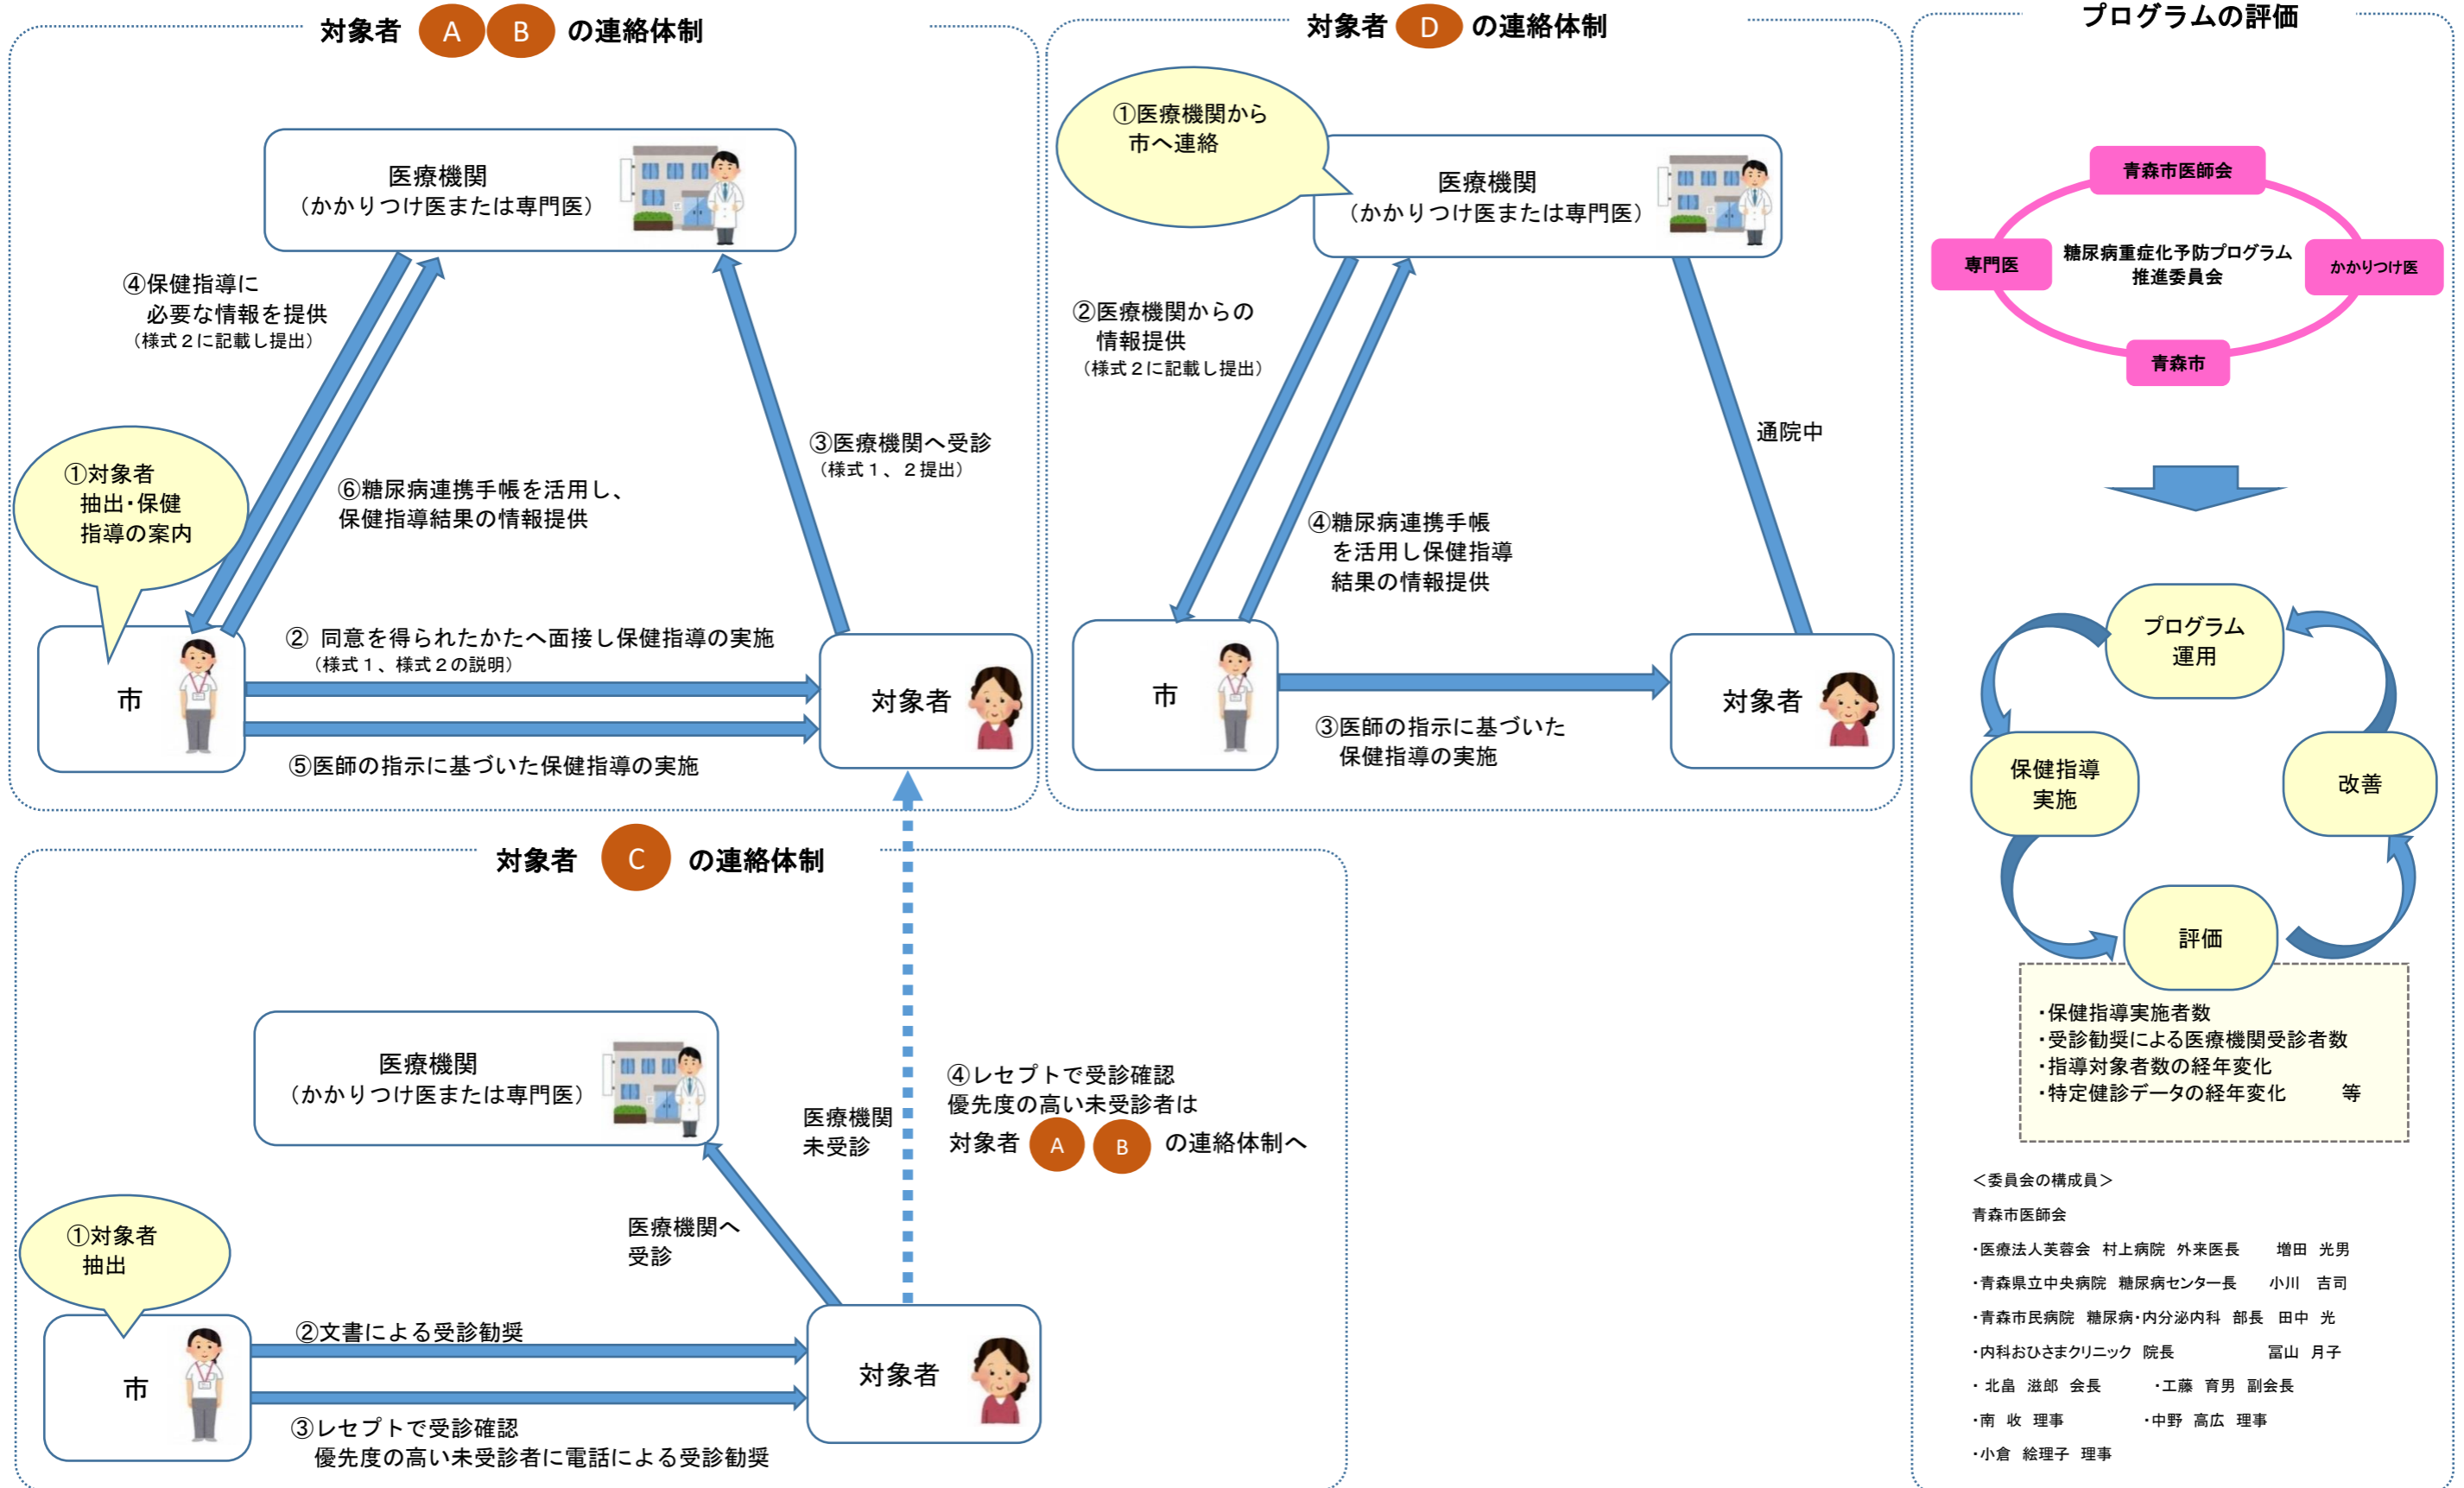 対象者 A B の連絡体制
医療機関
（かかりつけ医または専門医）
④保健指導に
必要な情報を提供
（様式２に記載し提出）
①対象者
抽出・保健
指導の案内
⑥糖尿病連携手帳を活用し、
保健指導結果の情報提供
③医療機関へ受診
（様式１、２提出）
② 同意を得られたかたへ面接し保健指導の実施
（様式１、様式２の説明）
市
対象者
⑤医師の指示に基づいた保健指導の実施
対象者 D の連絡体制
①医療機関から
市へ連絡
医療機関
（かかりつけ医または専門医）
②医療機関からの
情報提供
（様式２に記載し提出）
通院中
④糖尿病連携手帳
を活用し保健指導
結果の情報提供
市
対象者
③医師の指示に基づいた
保健指導の実施
対象者 C の連絡体制
医療機関
（かかりつけ医または専門医）
医療機関
未受診
④レセプトで受診確認
優先度の高い未受診者は
対象者 A B の連絡体制へ
医療機関へ
受診
①対象者
抽出
②文書による受診勧奨
市
対象者
③レセプトで受診確認
優先度の高い未受診者に電話による受診勧奨
プログラムの評価
青森市医師会
専門医
糖尿病重症化予防プログラム
推進委員会
かかりつけ医
青森市
プログラム
運用
保健指導
実施
改善
評価
・保健指導実施者数
・受診勧奨による医療機関受診者数
・指導対象者数の経年変化
・特定健診データの経年変化　　等
＜委員会の構成員＞
青森市医師会
・医療法人芙蓉会 村上病院 外来医長　増田 光男
・青森県立中央病院 糖尿病センター長　小川 吉司
・青森市民病院 糖尿病・内分泌内科 部長 田中 光
・内科おひさまクリニック 院長　冨山 月子
・ 北畠 滋郎 会長　・工藤 育男 副会長
・南 收 理事　・中野 高広 理事
・小倉 絵理子 理事